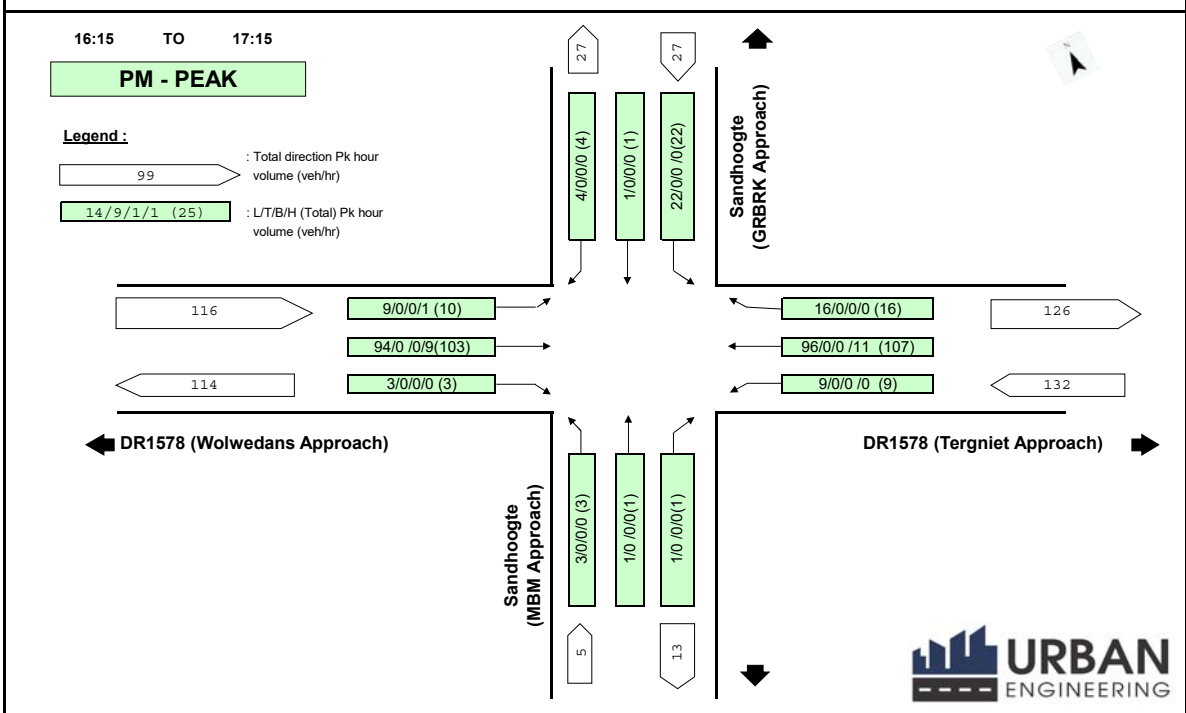 16:15 TO 17:15
PM - PEAK
Legend :
99
: Total direction Pk hour
volume (veh/hr)
14/9/1/1 (25)
: L/T/B/H (Total) Pk hour
volume (veh/hr)
27
27
N
4/0/0/0 (4)
1/0/0/0 (1)
22/0/0 /0(22)
Sandhoogte
(GRBRK Approach)
116
9/0/0/1 (10)
94/0 /0/9(103)
3/0/0/0 (3)
114
16/0/0/0 (16)
96/0/0 /11 (107)
9/0/0 /0 (9)
126
132
DR1578 (Wolwedans Approach)
DR1578 (Tergniet Approach)
Sandhoogte
(MBM Approach)
3/0/0/0 (3)
1/0 /0/0(1)
1/0 /0/0(1)
5
13
URBAN
ENGINEERING